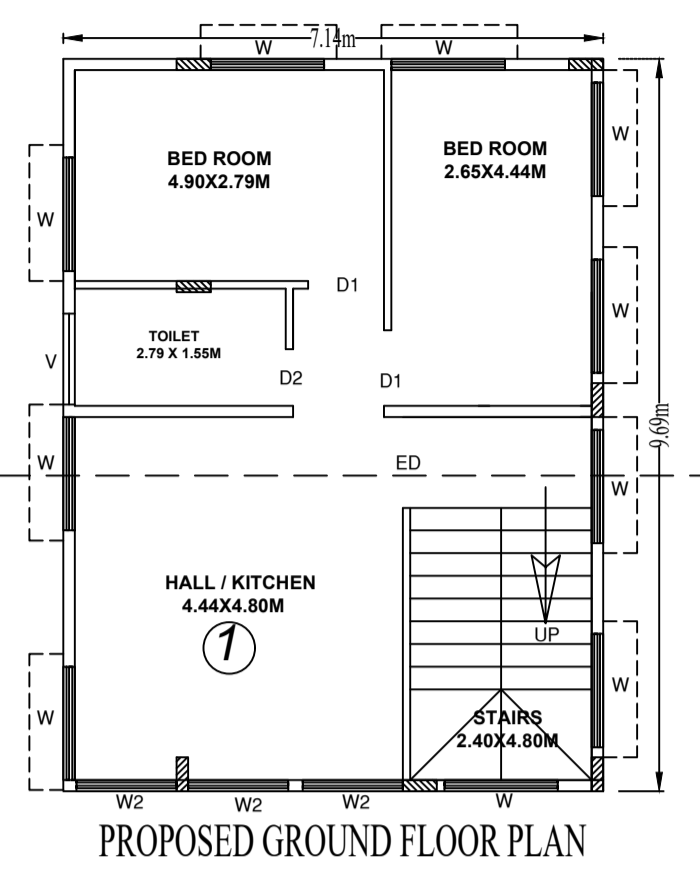 7.14m
W
W
W
BED ROOM
4.90X2.79M
BED ROOM
2.65X4.44M
W
D1
W
TOILET
2.79 X 1.55M
V
D2
D1
9.69m
W
ED
W
HALL / KITCHEN
4.44X4.80M
1
UP
W
W
STAIRS
2.40X4.80M
W2
W2
W2
W
PROPOSED GROUND FLOOR PLAN